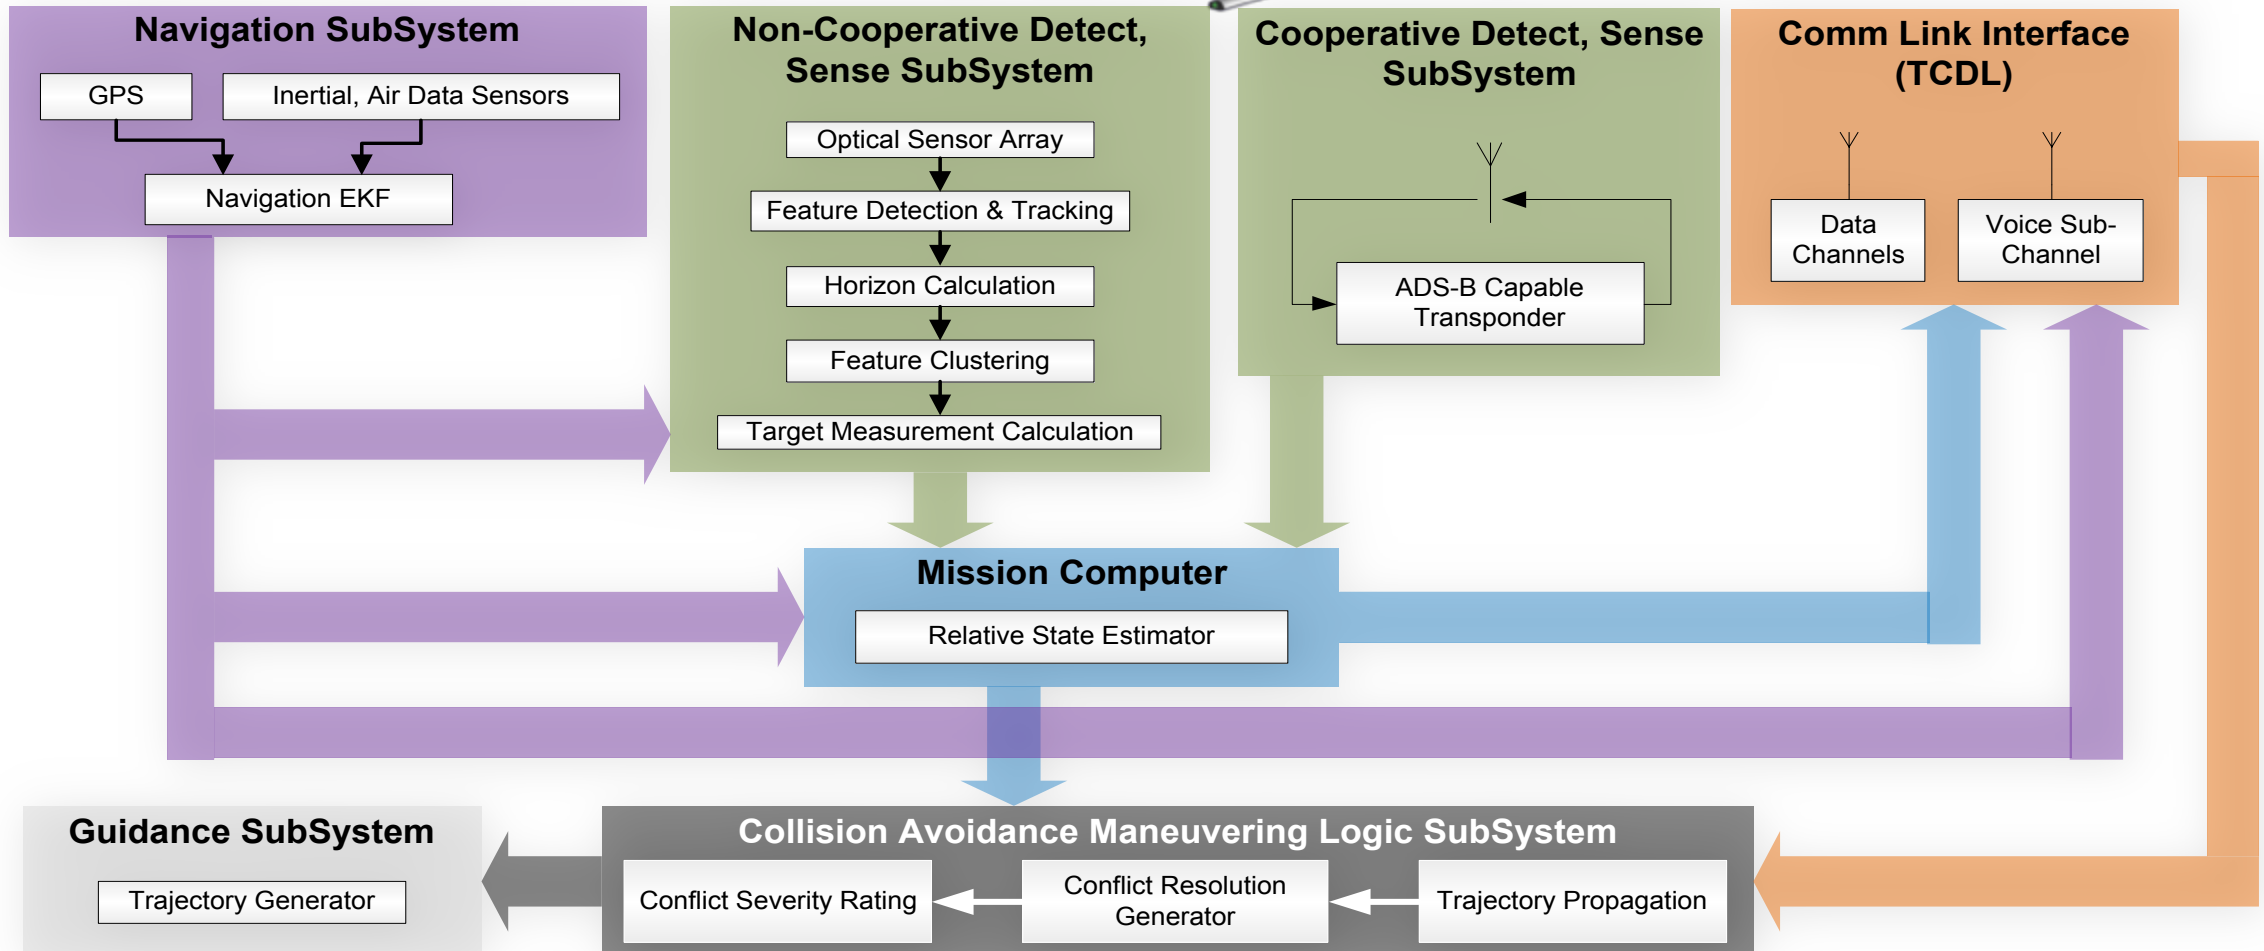 Navigation SubSystem
GPS
Inertial, Air Data Sensors
Navigation EKF
Non-Cooperative Detect,
Sense SubSystem
Optical Sensor Array
Feature Detection & Tracking
Horizon Calculation
Feature Clustering
Target Measurement Calculation
Cooperative Detect, Sense
SubSystem
ADS-B Capable
Transponder
Comm Link Interface
(TCDL)
Data
Channels
Voice Sub-
Channel
Mission Computer
Relative State Estimator
Guidance SubSystem
Trajectory Generator
Collision Avoidance Maneuvering Logic SubSystem
Conflict Severity Rating
Conflict Resolution
Generator
Trajectory Propagation